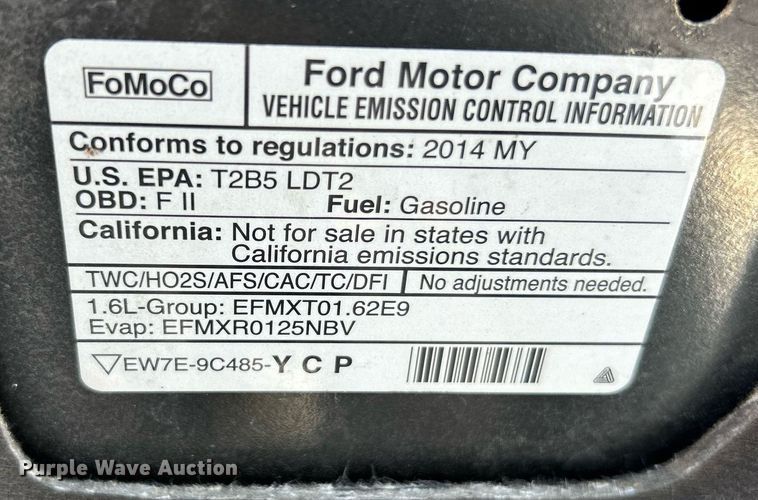 FoMoCo
Ford Motor Company
VEHICLE EMISSION CONTROL INFORMATION
Conforms to regulations: 2014 MY
U.S. EPA: T2B5 LDT2
OBD: F II Fuel: Gasoline
California: Not for sale in states with
California emissions standards.
TWC/HO2S/AFS/CAC/TC/DFI No adjustments needed.
1.6L-Group: EFMXT01.62E9
Evap: EFMXR0125NBV
EW7E-9C485-Y C P
Purple Wave Auction